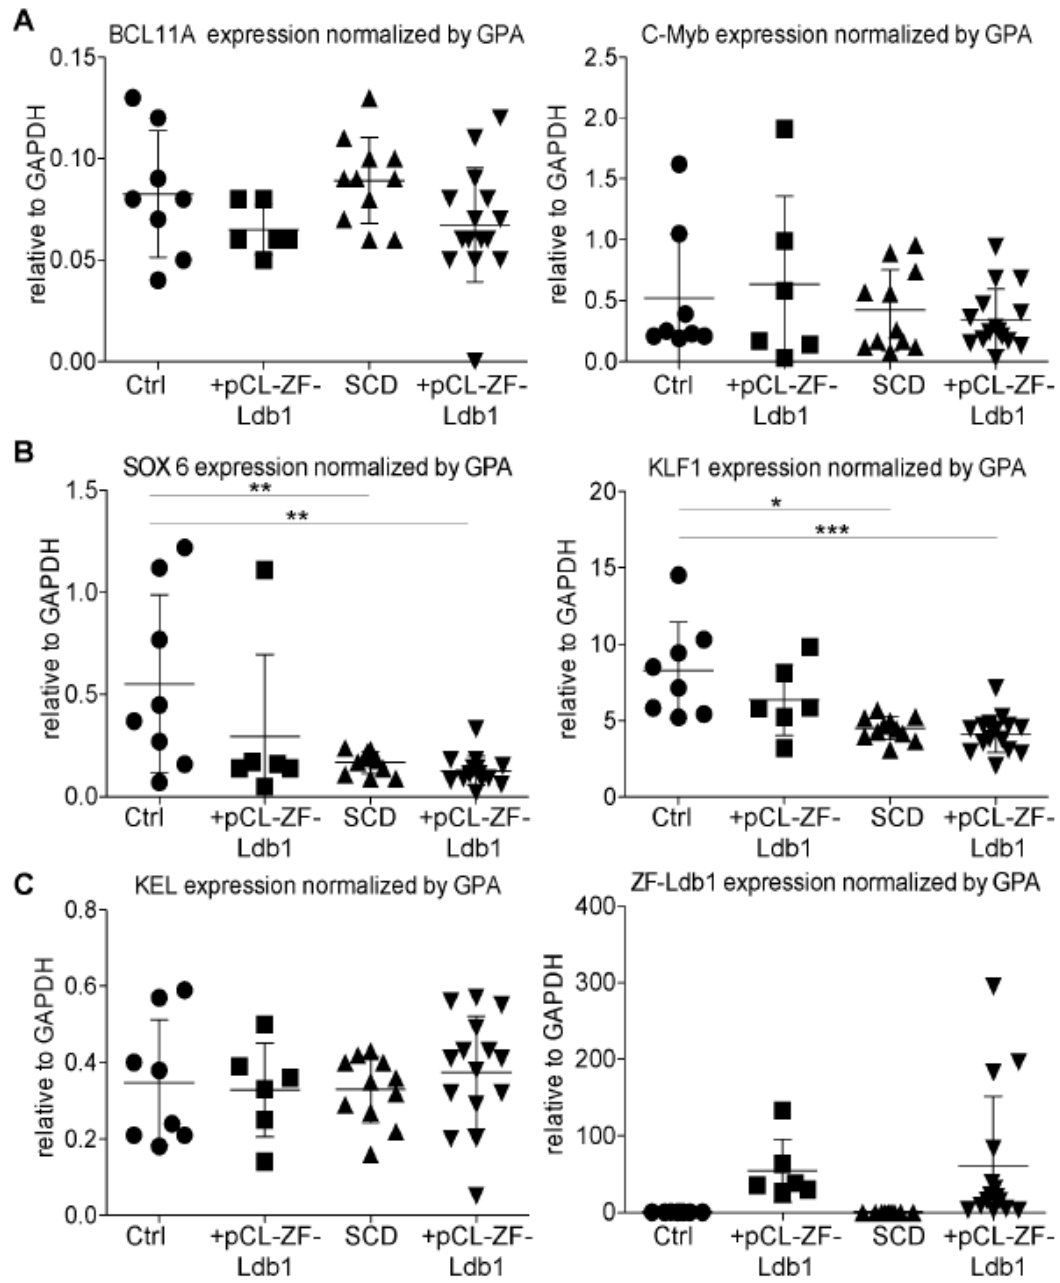 A
BCL11A expression normalized by GPA
relative to GAPDH
0.15
0.10
0.05
0.00
Ctrl
+pCL-ZF-
Ldb1
SCD
+pCL-ZF-
Ldb1
C-Myb expression normalized by GPA
relative to GAPDH
2.5
2.0
1.5
1.0
0.5
0.0
Ctrl
+pCL-ZF-
Ldb1
SCD
+pCL-ZF-
Ldb1
B
SOX 6 expression normalized by GPA
relative to GAPDH
1.5
1.0
0.5
0.0
**
**
Ctrl
+pCL-ZF-
Ldb1
SCD
+pCL-ZF-
Ldb1
KLF1 expression normalized by GPA
relative to GAPDH
20
15
10
5
0
*
***
Ctrl
+pCL-ZF-
Ldb1
SCD
+pCL-ZF-
Ldb1
C
KEL expression normalized by GPA
relative to GAPDH
0.8
0.6
0.4
0.2
0.0
Ctrl
+pCL-ZF-
Ldb1
SCD
+pCL-ZF-
Ldb1
ZF-Ldb1 expression normalized by GPA
relative to GAPDH
400
300
200
100
0
Ctrl
+pCL-ZF-
Ldb1
SCD
+pCL-ZF-
Ldb1